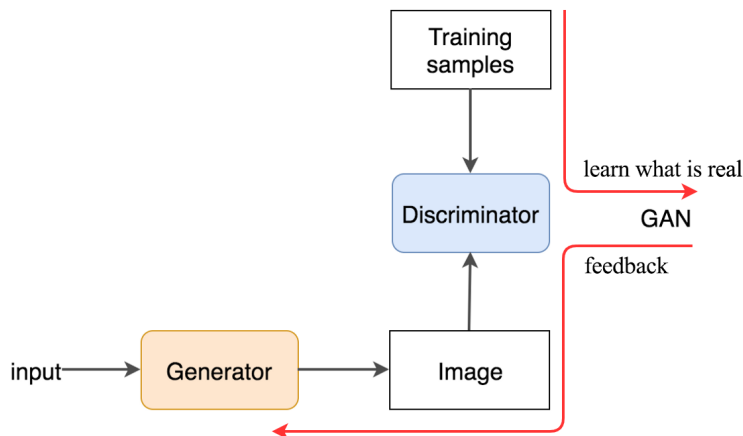 Training
samples
learn what is real
Discriminator
GAN
feedback
input
Generator
Image